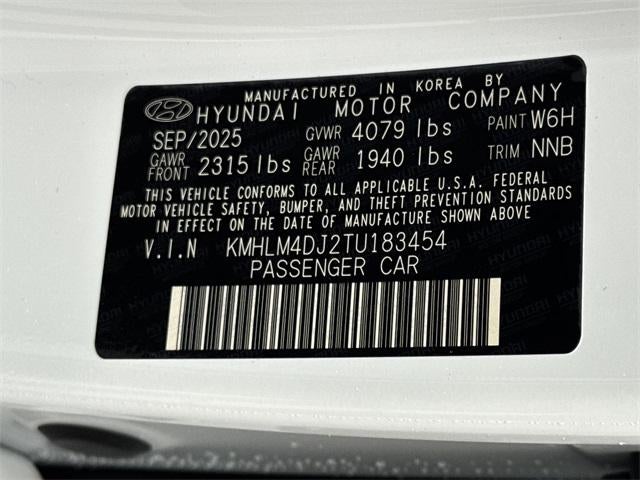 MANUFACTURED IN KOREA BY
HYUNDAI MOTOR COMPANY
SEP/2025 GVWR 4079 lbs PAINT W6H
GAWR FRONT 2315 lbs GAWR REAR 1940 lbs TRIM NNB
THIS VEHICLE CONFORMS TO ALL APPLICABLE U.S.A. FEDERAL
MOTOR VEHICLE SAFETY, BUMPER, AND THEFT PREVENTION STANDARDS
IN EFFECT ON THE DATE OF MANUFACTURE SHOWN ABOVE
V.I.N KMHLM4DJ2TU183454
PASSENGER CAR